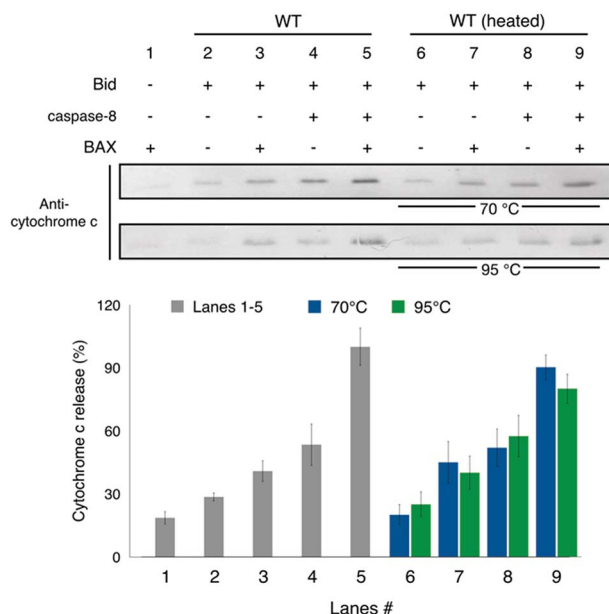 WT WT (heated)
1 2 3 4 5 6 7 8 9
Bid - + + + + + + + +
caspase-8 - - - + + - - + +
BAX + - + - + - + - +
Anti-
cytochrome c
70 °C
95 °C
Lanes 1-5 70°C 95°C
Cytochrome c release (%)
120
90
60
30
0
1 2 3 4 5 6 7 8 9
Lanes #